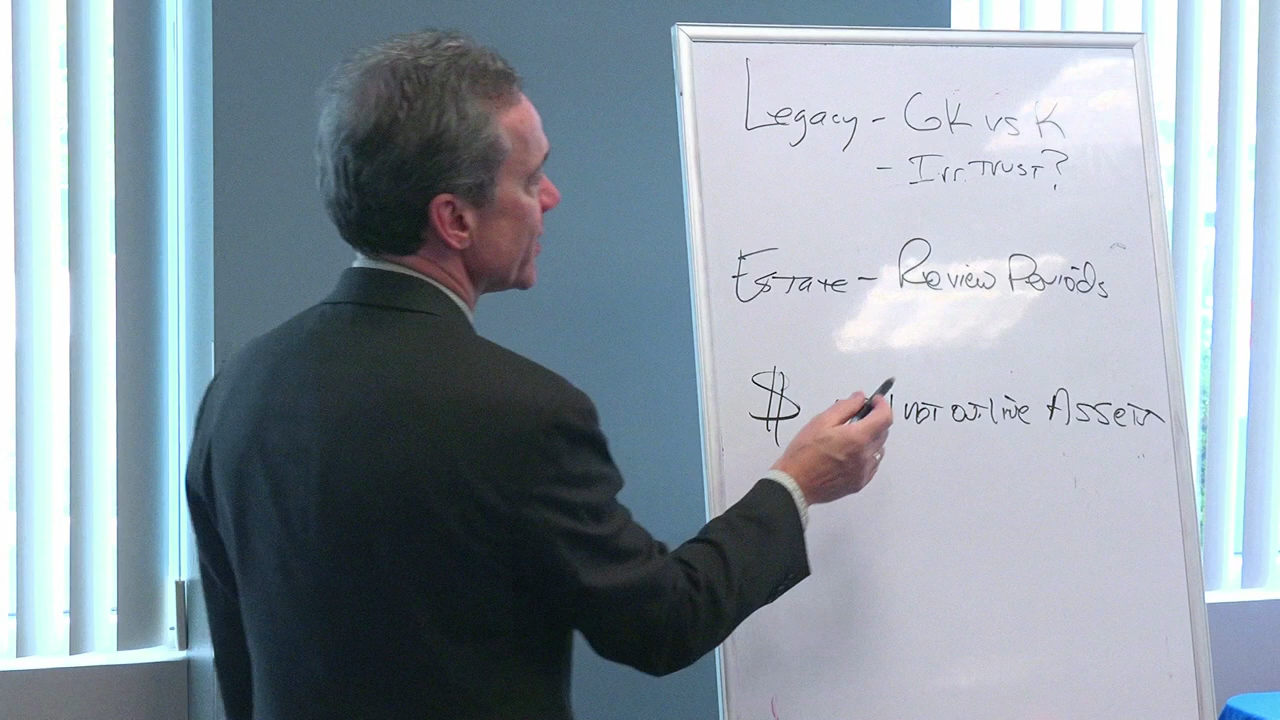 Legacy - GK vs K
- Irr. Trust?
Estate - Review Periods
$ not outlive Assets